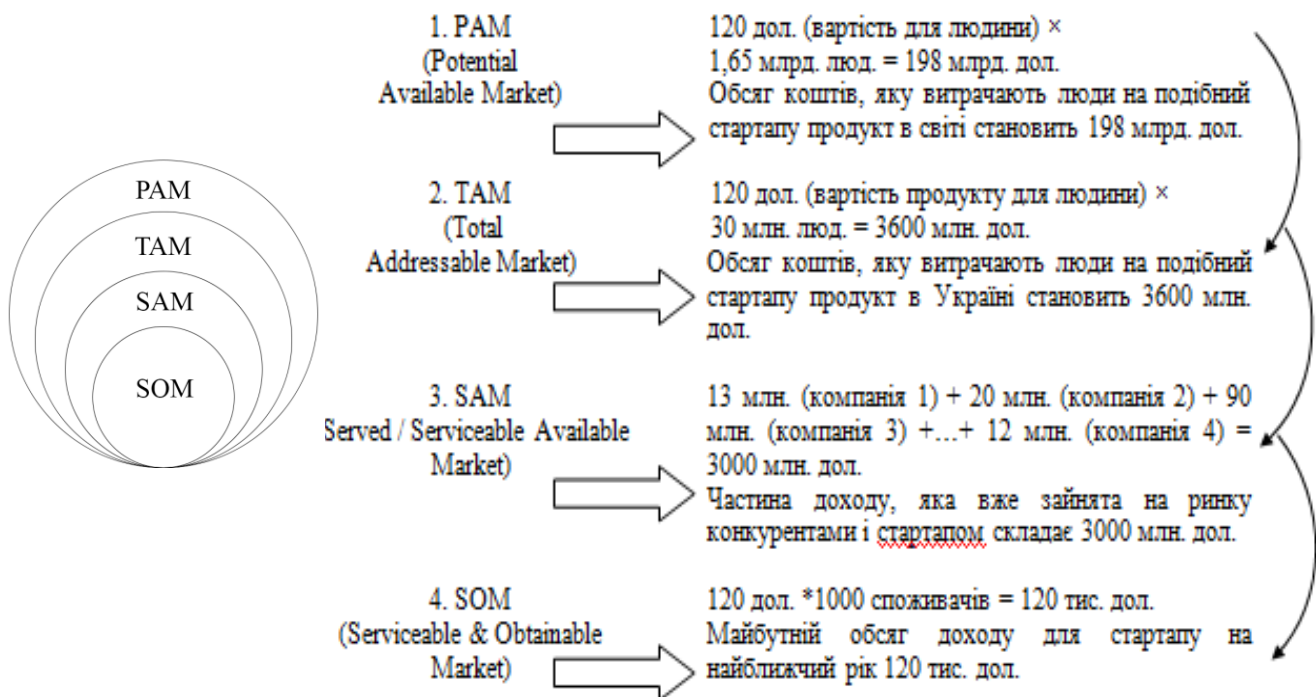 PAM
TAM
SAM
SOM
1. PAM
(Potential
Available Market)
120 дол. (вартість для людини) ×
1,65 млрд. люд. = 198 млрд. дол.
Обсяг коштів, яку витрачають люди на подібний
стартапу продукт в світі становить 198 млрд. дол.
2. TAM
(Total
Addressable Market)
120 дол. (вартість продукту для людини) ×
30 млн. люд. = 3600 млн. дол.
Обсяг коштів, яку витрачають люди на подібний
стартапу продукт в Україні становить 3600 млн.
дол.
3. SAM
Served / Serviceable Available
Market)
13 млн. (компанія 1) + 20 млн. (компанія 2) + 90
млн. (компанія 3) +…+ 12 млн. (компанія 4) =
3000 млн. дол.
Частина доходу, яка вже зайнята на ринку
конкурентами і стартапом складає 3000 млн. дол.
4. SOM
(Serviceable & Obtainable
Market)
120 дол. *1000 споживачів = 120 тис. дол.
Майбутній обсяг доходу для стартапу на
найближчий рік 120 тис. дол.